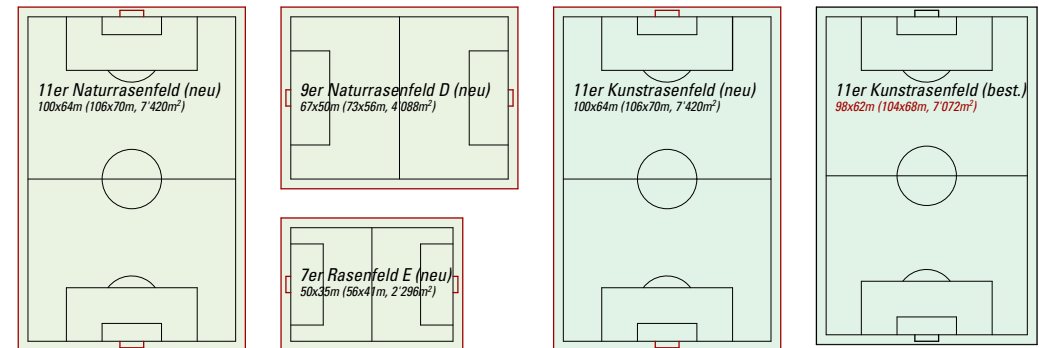 11er Naturrasenfeld (neu)
100x64m (106x70m, 7'420m²)
9er Naturrasenfeld D (neu)
67x50m (73x56m, 4'088m²)
7er Rasenfeld E (neu)
50x35m (56x41m, 2'296m²)
11er Kunstrasenfeld (neu)
100x64m (106x70m, 7'420m²)
11er Kunstrasenfeld (best.)
98x62m (104x68m, 7'072m²)